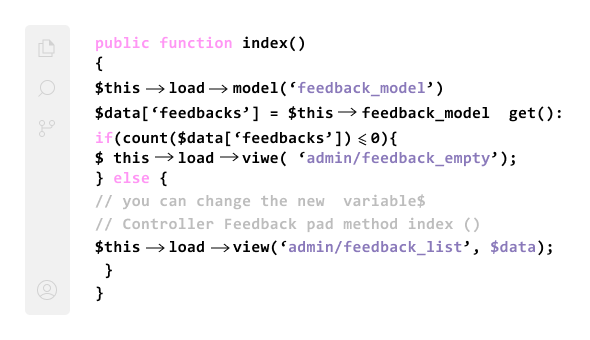 public function index()
{
$this→load→model(‘feedback_model’)
$data[‘feedbacks’] = $this→feedback_model  get():
if(count($data[‘feedbacks’])⩽0){
$ this→load→viwe( ‘admin/feedback_empty’);
} else {
// you can change the new  variable$
// Controller Feedback pad method index ()
$this→load→view(‘admin/feedback_list’, $data);
}
}